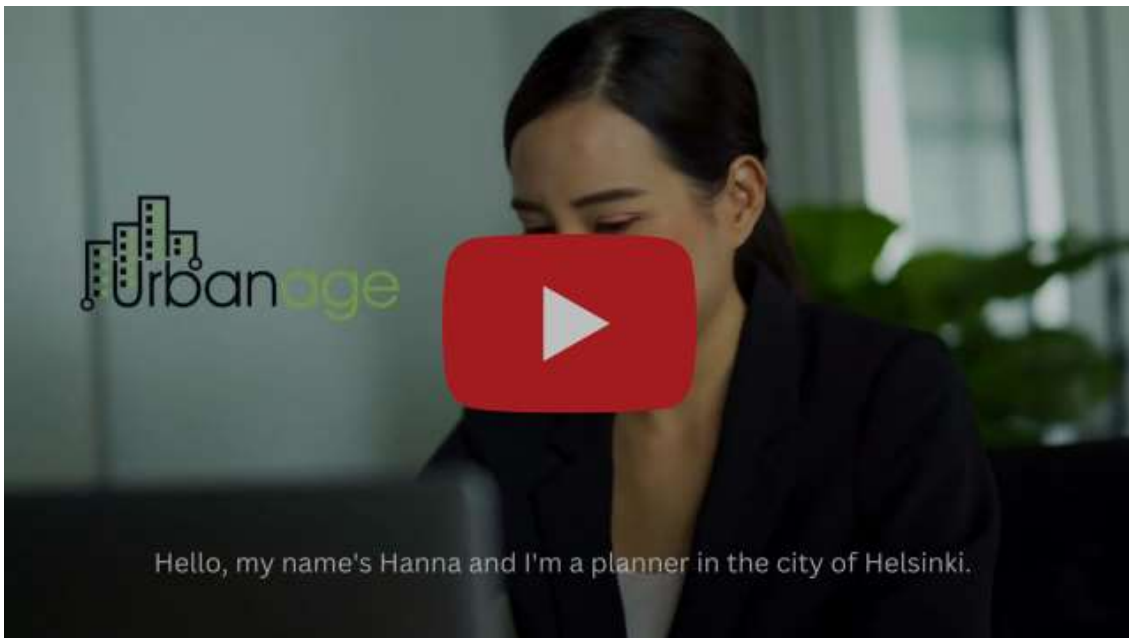 Urbanage
Hello, my name's Hanna and I'm a planner in the city of Helsinki.